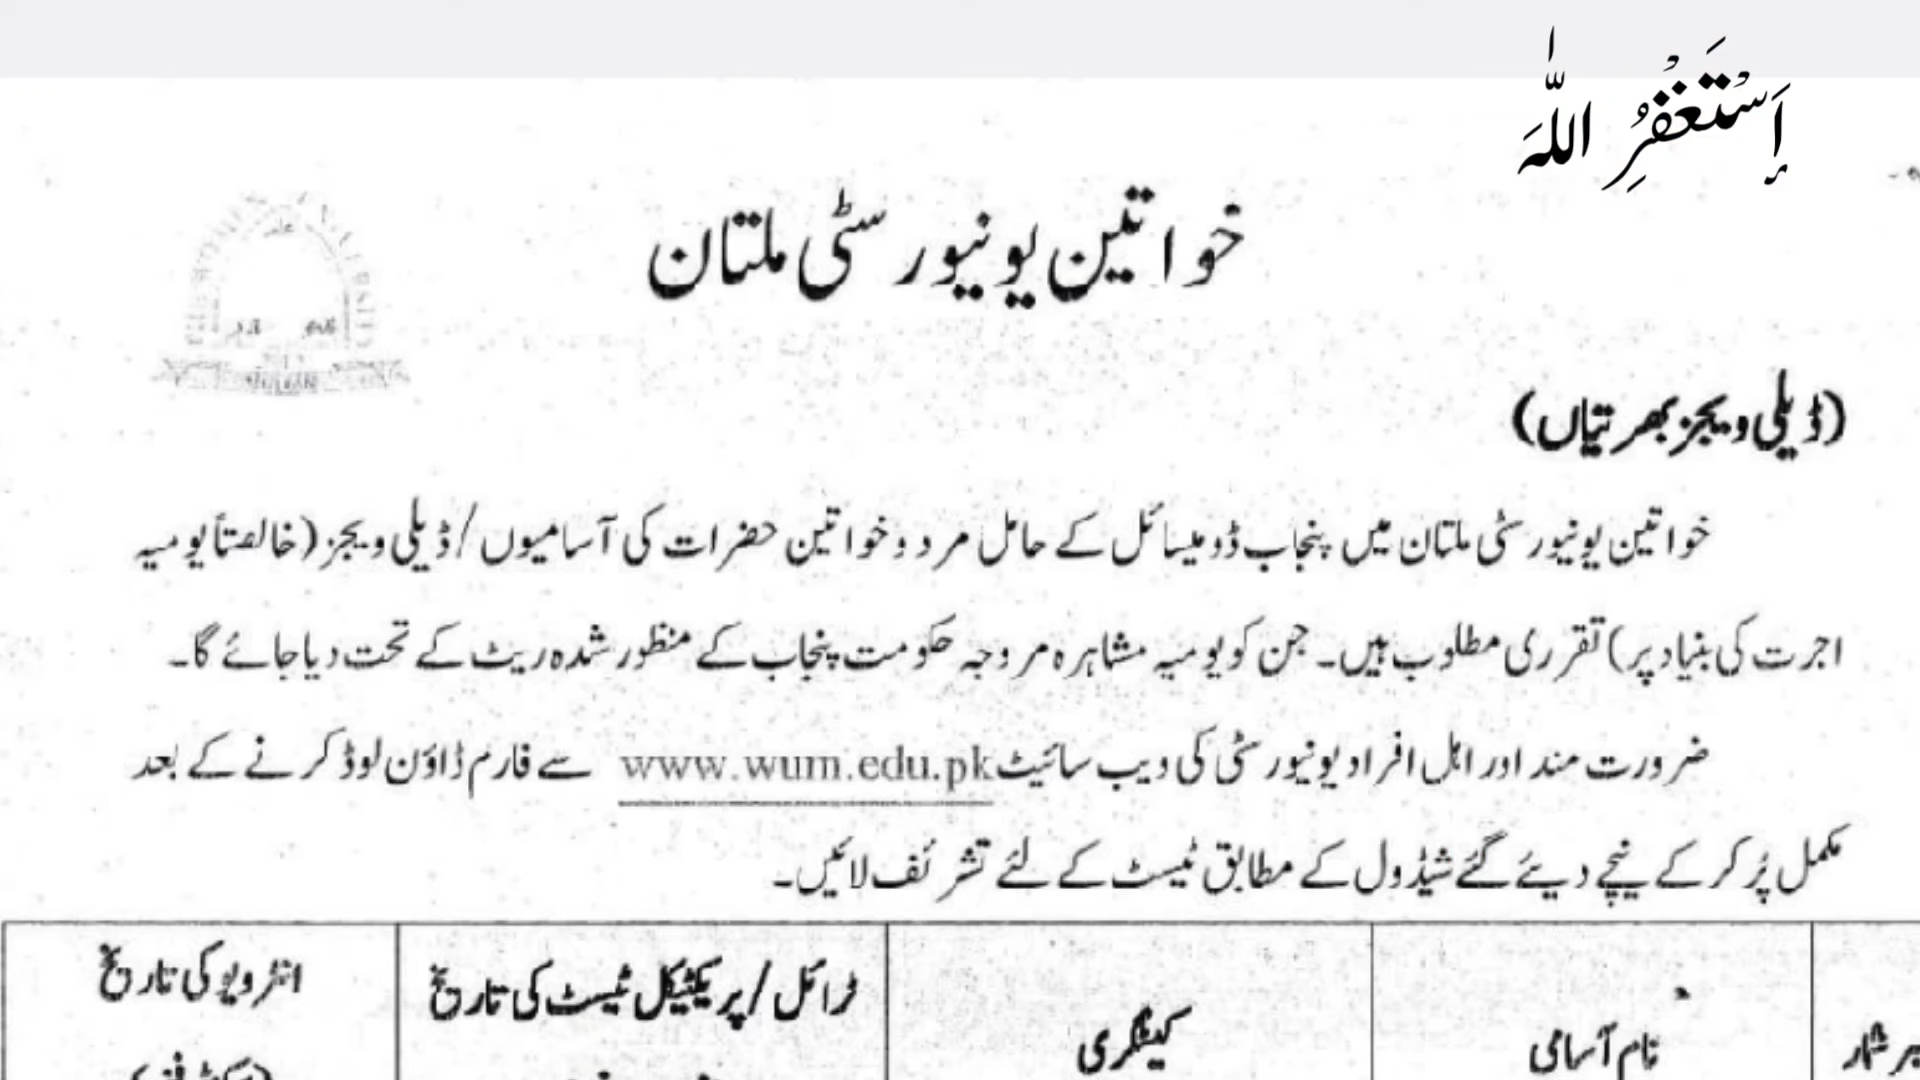 إَسْتَغْفِرُ اللّٰهَ
خواتین یونیورسٹی ملتان
(ڈیلی ویجز بھرتیاں)
خواتین یونیورسٹی ملتان میں پنجاب ڈومیسائل کے حامل مرد و خواتین حضرات کی آسامیوں / ڈیلی ویجز (خالصتاً یومیہ
اجرت کی بنیاد پر) تقرری مطلوب ہیں۔ جن کو یومیہ مشاہرہ مروجہ حکومت پنجاب کے منظور شدہ ریٹ کے تحت دیا جائے گا۔
ضرورت مند اور اہل افراد یونیورسٹی کی ویب سائیٹ www.wum.edu.pk سے فارم ڈاؤن لوڈ کرنے کے بعد
مکمل پُر کر کے نیچے دیئے گئے شیڈول کے مطابق ٹیسٹ کے لئے تشرئف لائیں۔
نام آسامی
کیٹگری
ٹرائل / پریکٹیکل ٹیسٹ کی تاریخ
انٹرویو کی تاریخ